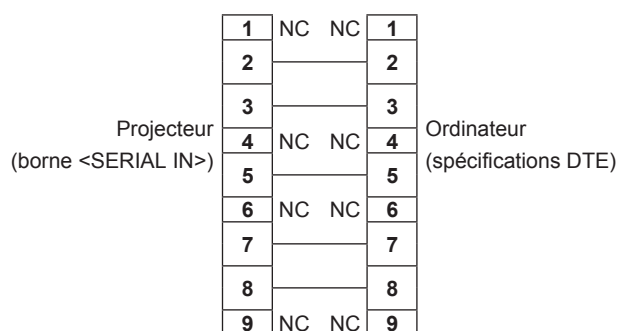 1 NC NC 1
2 2
3 3
Projecteur
(borne <SERIAL IN>)
4 NC NC 4
5 5
Ordinateur
(spécifications DTE)
6 NC NC 6
7 7
8 8
9 NC NC 9